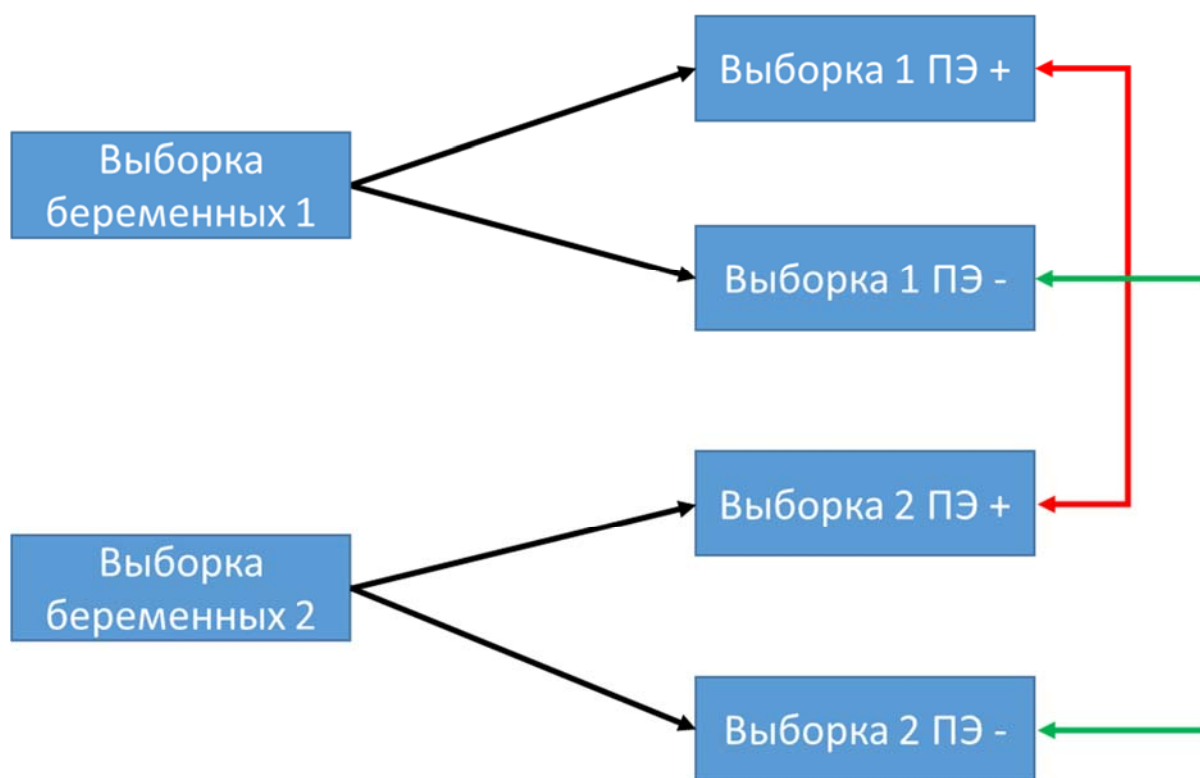 Выборка 1 ПЭ +
Выборка
беременных 1
Выборка 1 ПЭ -
Выборка 2 ПЭ +
Выборка
беременных 2
Выборка 2 ПЭ -